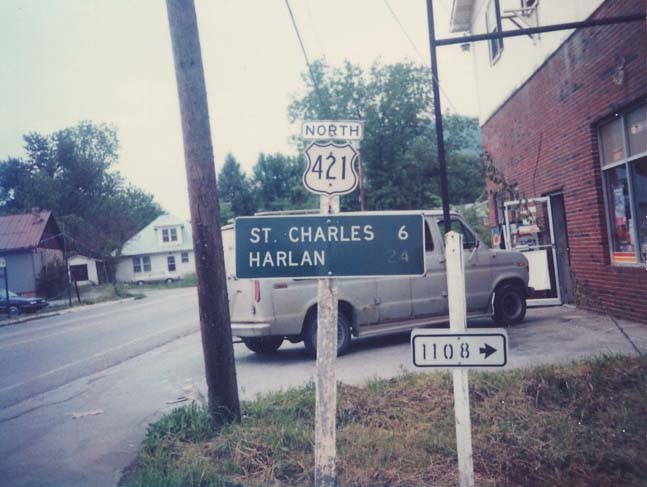 NORTH
421
ST. CHARLES 6
HARLAN 24
1108